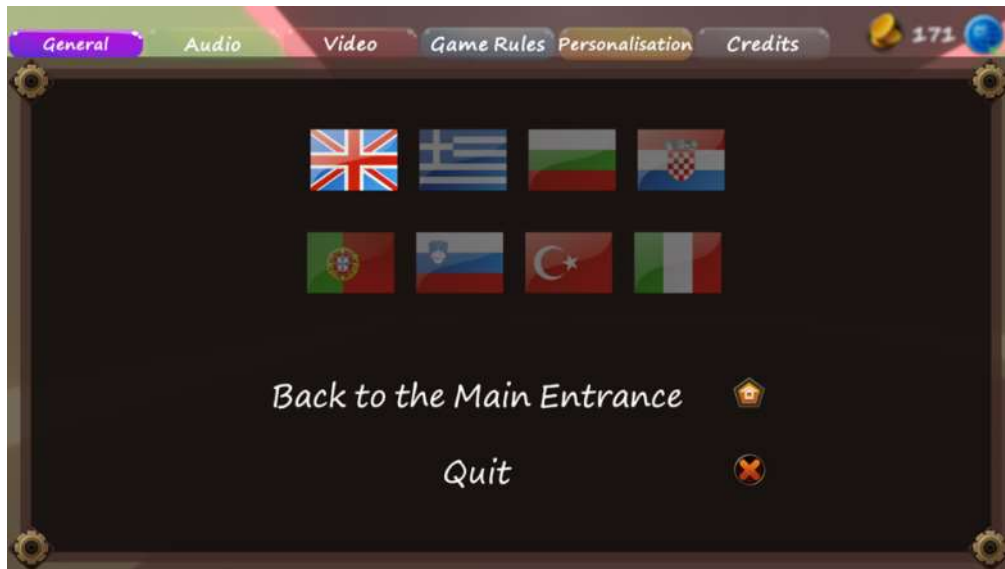 General Audio Video Game Rules Personalisation Credits 171
Back to the Main Entrance
Quit